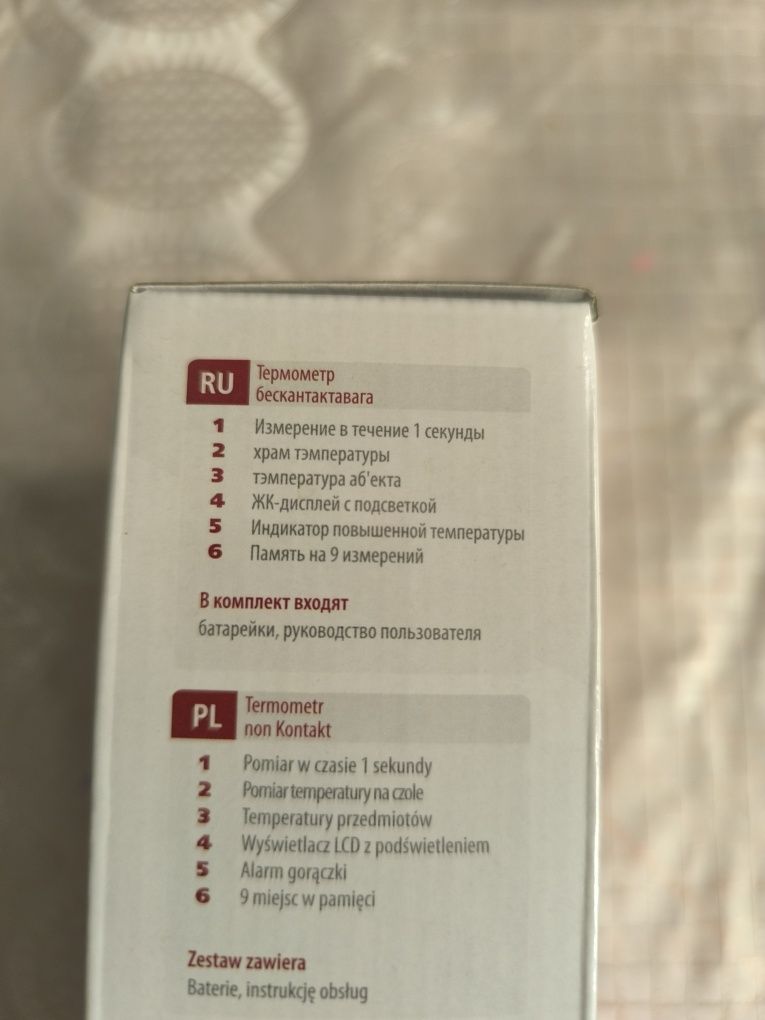 RU
Термометр
бескантактавага
1 Измерение в течение 1 секунды
2 храм тэмпературы
3 тэмпература аб'екта
4 ЖК-дисплей с подсветкой
5 Индикатор повышенной температуры
6 Память на 9 измерений
В комплект входят
батарейки, руководство пользователя
PL
Termometr
non Kontakt
1 Pomiar w czasie 1 sekundy
2 Pomiar temperatury na czole
3 Temperatury przedmiotów
4 Wyświetlacz LCD z podświetleniem
5 Alarm gorączki
6 9 miejsc w pamięci
Zestaw zawiera
Baterie, instrukcję obsług